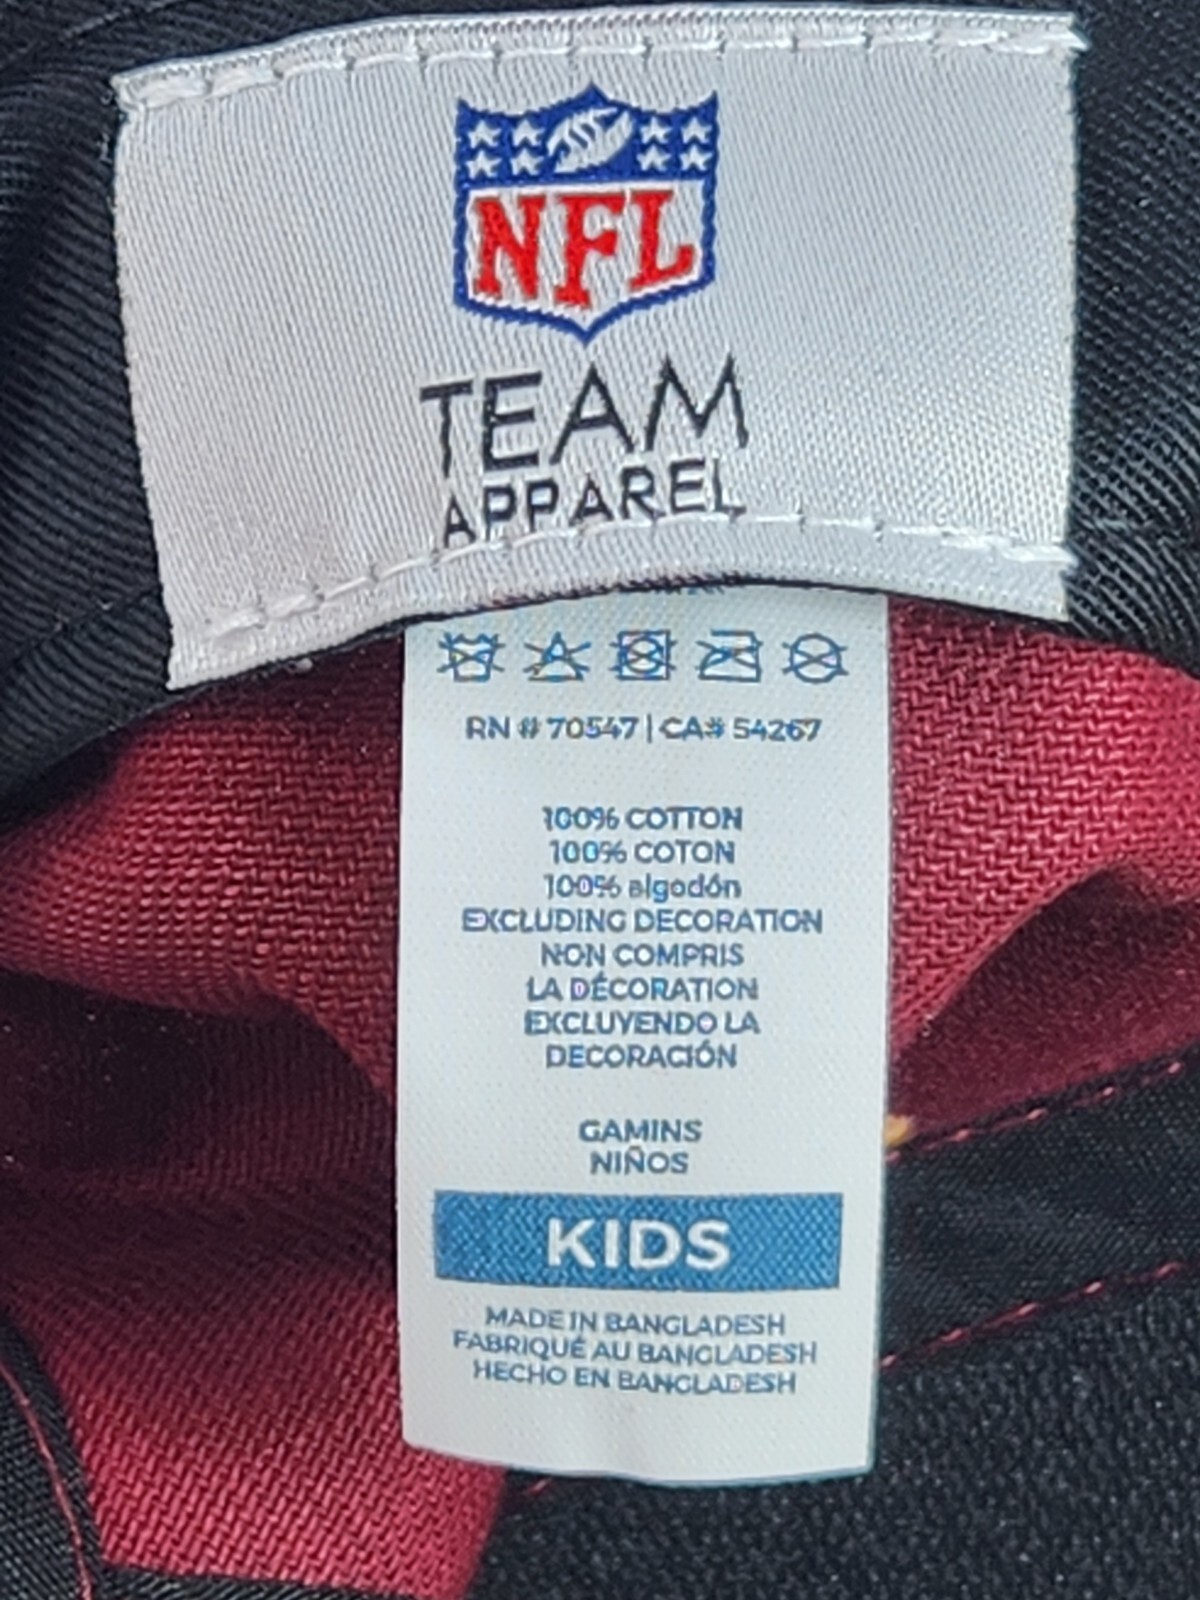 NFL
TEAM
APPAREL
RN # 70547 | CA# 54267
100% COTTON
100% COTON
100% algodón
EXCLUDING DECORATION
NON COMPRIS
LA DÉCORATION
EXCLUYENDO LA
DECORACIÓN
GAMINS
NIÑOS
KIDS
MADE IN BANGLADESH
FABRIQUÉ AU BANGLADESH
HECHO EN BANGLADESH